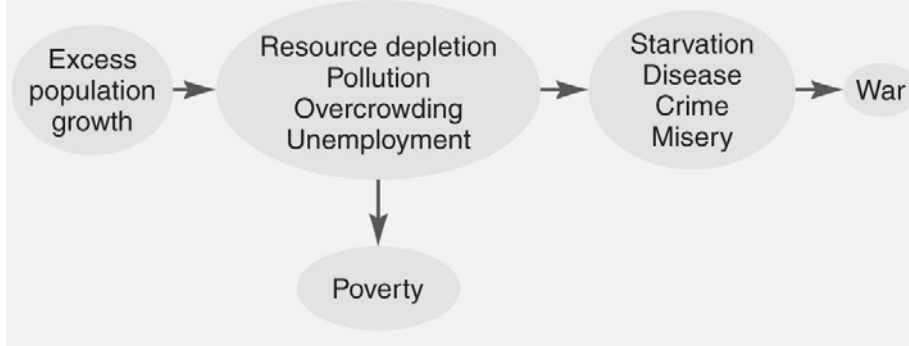 Excess
population
growth
Resource depletion
Pollution
Overcrowding
Unemployment
Starvation
Disease
Crime
Misery
War
Poverty